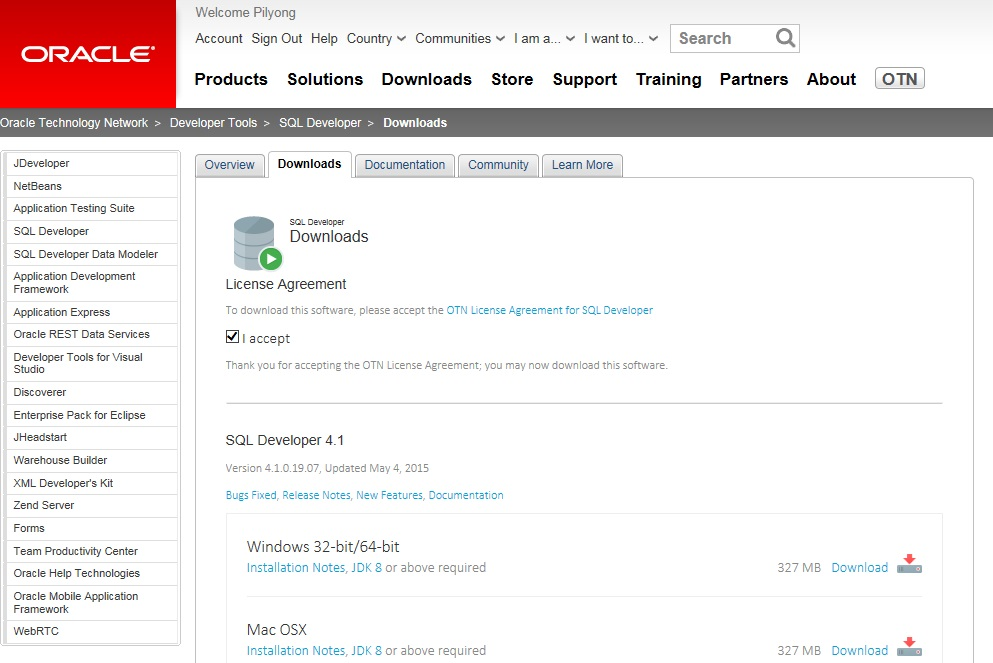 ORACLE
Welcome Pilyong
Account Sign Out Help Country Communities I am a... I want to... Search
Products Solutions Downloads Store Support Training Partners About OTN
Oracle Technology Network > Developer Tools > SQL Developer > Downloads
JDeveloper
NetBeans
Application Testing Suite
SQL Developer
SQL Developer Data Modeler
Application Development
Framework
Application Express
Oracle REST Data Services
Developer Tools for Visual
Studio
Discoverer
Enterprise Pack for Eclipse
JHeadstart
Warehouse Builder
XML Developer's Kit
Zend Server
Forms
Team Productivity Center
Oracle Help Technologies
Oracle Mobile Application
Framework
WebRTC
Overview Downloads Documentation Community Learn More
SQL Developer
Downloads
License Agreement
To download this software, please accept the OTN License Agreement for SQL Developer
I accept
Thank you for accepting the OTN License Agreement; you may now download this software.
SQL Developer 4.1
Version 4.1.0.19.07, Updated May 4, 2015
Bugs Fixed, Release Notes, New Features, Documentation
Windows 32-bit/64-bit
Installation Notes, JDK 8 or above required 327 MB Download
Mac OSX
Installation Notes, JDK 8 or above required 327 MB Download